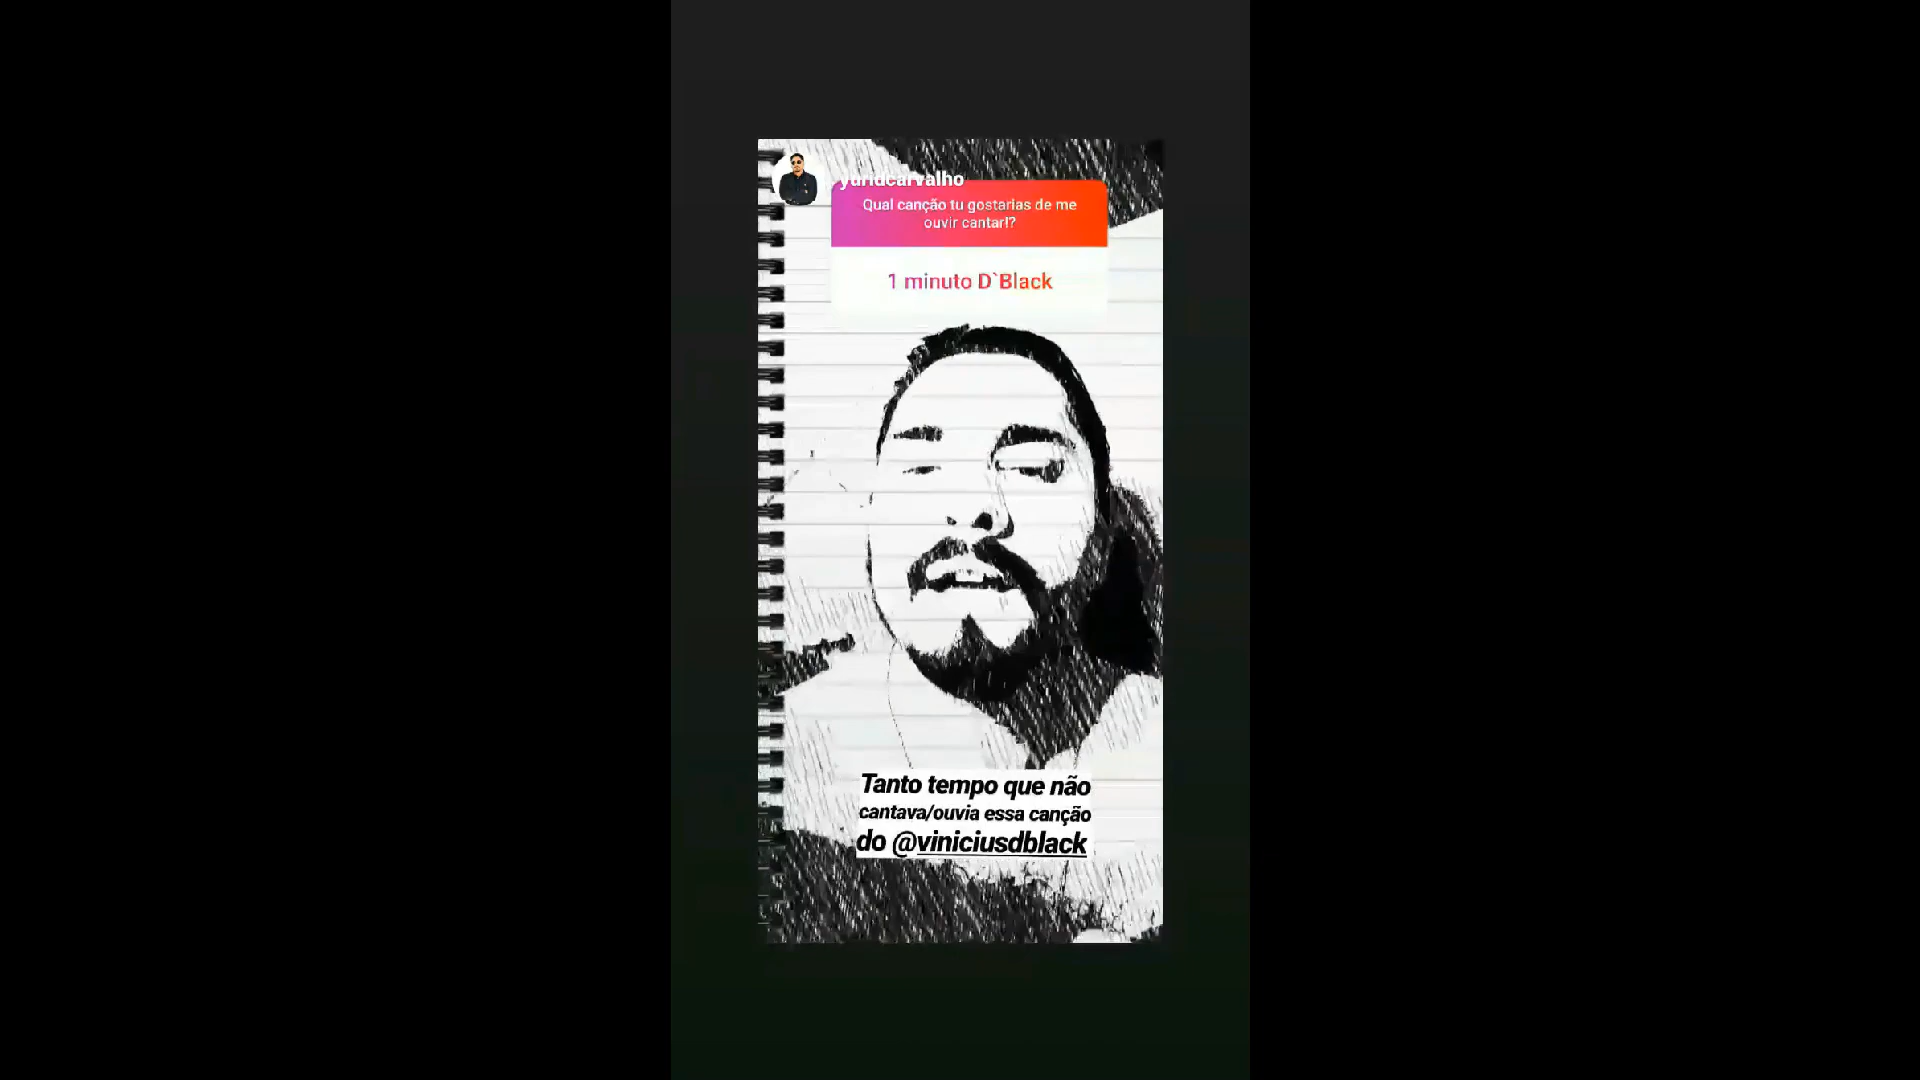 yuridcarvalho
Qual canção tu gostarias de me
ouvir cantar!?
1 minuto D`Black
Tanto tempo que não
cantava/ouvia essa canção
do @viniciusdblack